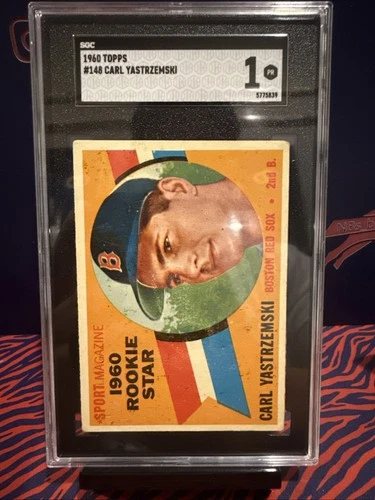 SGC
1960 TOPPS
#148 CARL YASTRZEMSKI
1
PR
5775839
SPORT MAGAZINE
1960
ROOKIE
STAR
B
CARL YASTRZEMSKI
BOSTON RED SOX • 2nd B.